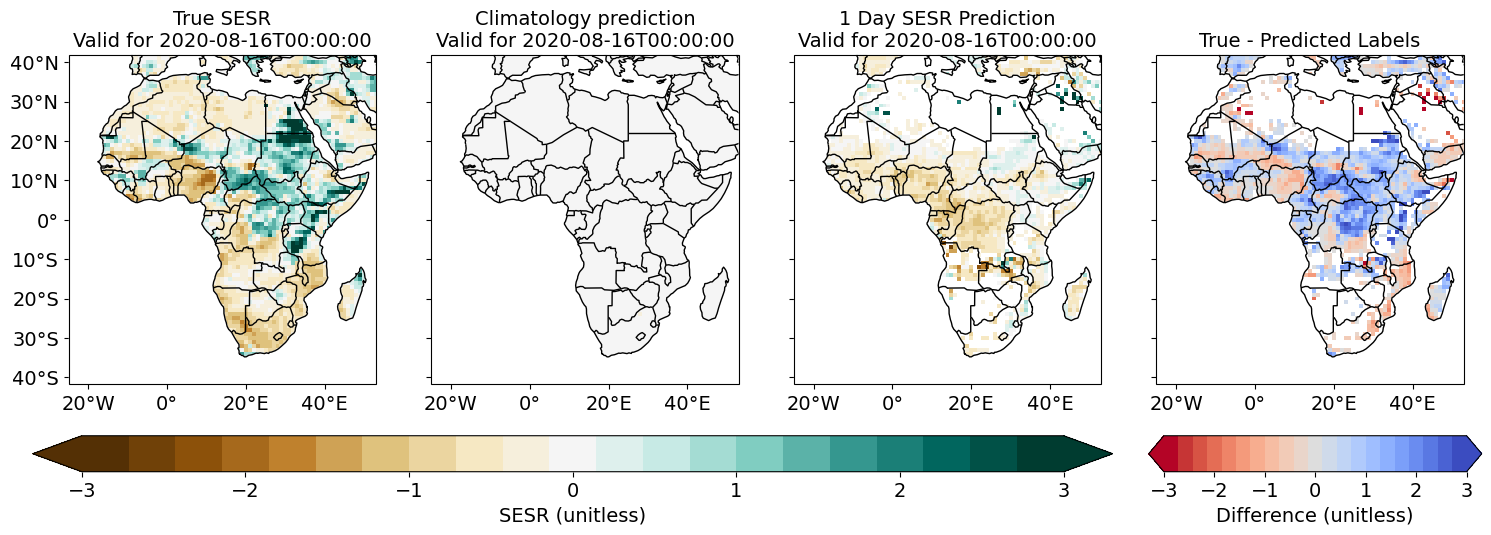 True SESR
Valid for 2020-08-16T00:00:00
Climatology prediction
Valid for 2020-08-16T00:00:00
1 Day SESR Prediction
Valid for 2020-08-16T00:00:00
True - Predicted Labels
40°N
30°N
20°N
10°N
0°
10°S
20°S
30°S
40°S
20°W 0° 20°E 40°E
20°W 0° 20°E 40°E
20°W 0° 20°E 40°E
20°W 0° 20°E 40°E
−3 −2 −1 0 1 2 3
SESR (unitless)
−3 −2 −1 0 1 2 3
Difference (unitless)